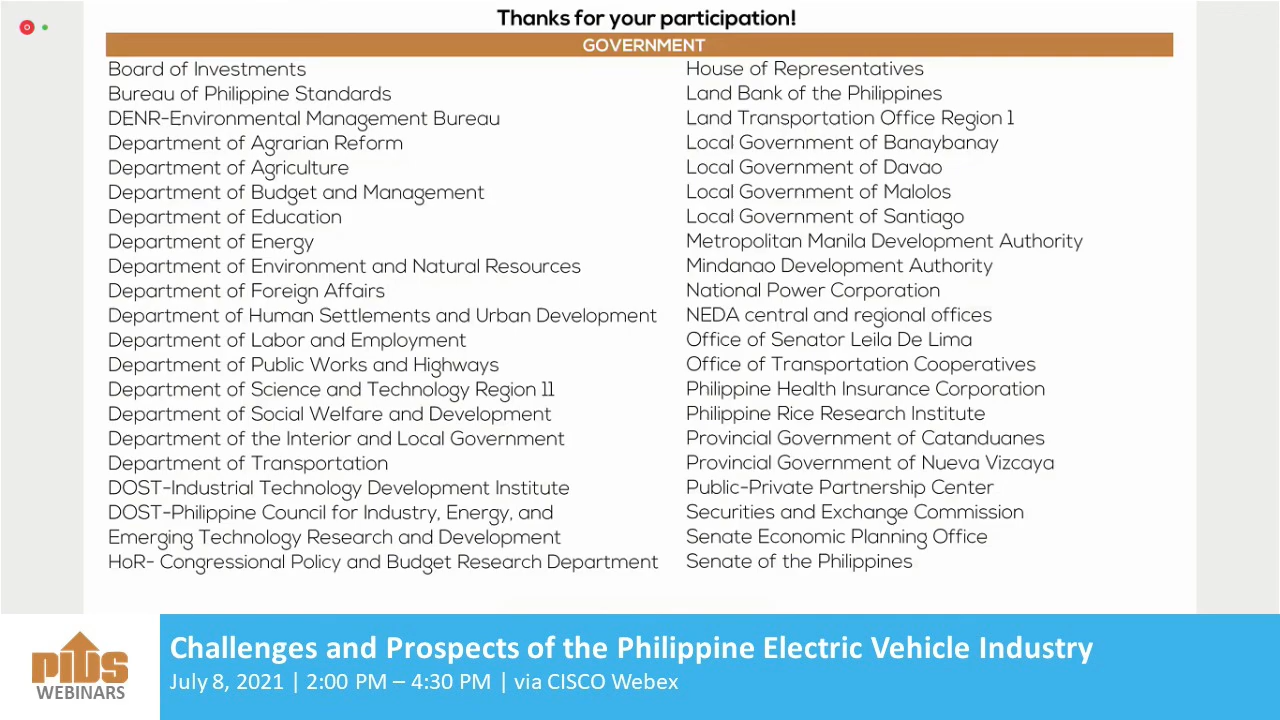 Thanks for your participation!
GOVERNMENT
Board of Investments
Bureau of Philippine Standards
DENR-Environmental Management Bureau
Department of Agrarian Reform
Department of Agriculture
Department of Budget and Management
Department of Education
Department of Energy
Department of Environment and Natural Resources
Department of Foreign Affairs
Department of Human Settlements and Urban Development
Department of Labor and Employment
Department of Public Works and Highways
Department of Science and Technology Region 11
Department of Social Welfare and Development
Department of the Interior and Local Government
Department of Transportation
DOST-Industrial Technology Development Institute
DOST-Philippine Council for Industry, Energy, and
Emerging Technology Research and Development
HoR- Congressional Policy and Budget Research Department
House of Representatives
Land Bank of the Philippines
Land Transportation Office Region 1
Local Government of Banaybanay
Local Government of Davao
Local Government of Malolos
Local Government of Santiago
Metropolitan Manila Development Authority
Mindanao Development Authority
National Power Corporation
NEDA central and regional offices
Office of Senator Leila De Lima
Office of Transportation Cooperatives
Philippine Health Insurance Corporation
Philippine Rice Research Institute
Provincial Government of Catanduanes
Provincial Government of Nueva Vizcaya
Public-Private Partnership Center
Securities and Exchange Commission
Senate Economic Planning Office
Senate of the Philippines
pids
WEBINARS
Challenges and Prospects of the Philippine Electric Vehicle Industry
July 8, 2021 | 2:00 PM – 4:30 PM | via CISCO Webex